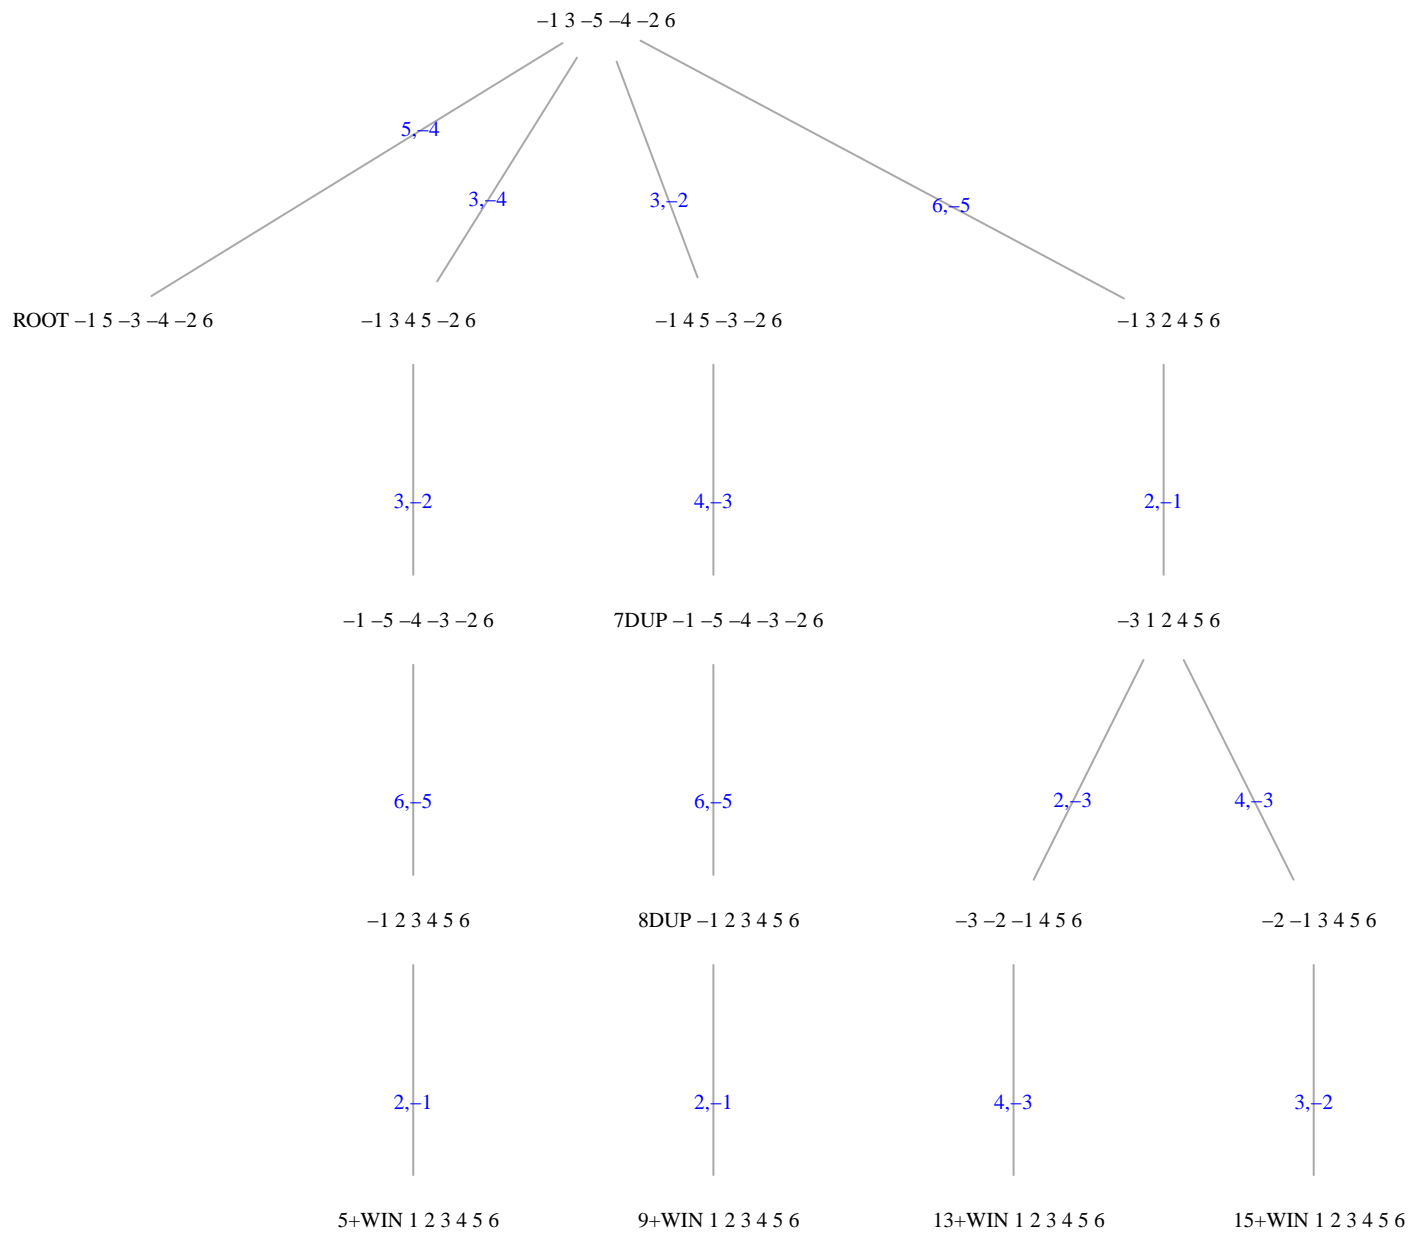 –1 3 –5 –4 –2 6
5,–4
3,–4
3,–2
6,–5
ROOT –1 5 –3 –4 –2 6
–1 3 4 5 –2 6
–1 4 5 –3 –2 6
–1 3 2 4 5 6
3,–2
4,–3
2,–1
–1 –5 –4 –3 –2 6
7DUP –1 –5 –4 –3 –2 6
–3 1 2 4 5 6
6,–5
6,–5
2,–3
4,–3
–1 2 3 4 5 6
8DUP –1 2 3 4 5 6
–3 –2 –1 4 5 6
–2 –1 3 4 5 6
2,–1
2,–1
4,–3
3,–2
5+WIN 1 2 3 4 5 6
9+WIN 1 2 3 4 5 6
13+WIN 1 2 3 4 5 6
15+WIN 1 2 3 4 5 6